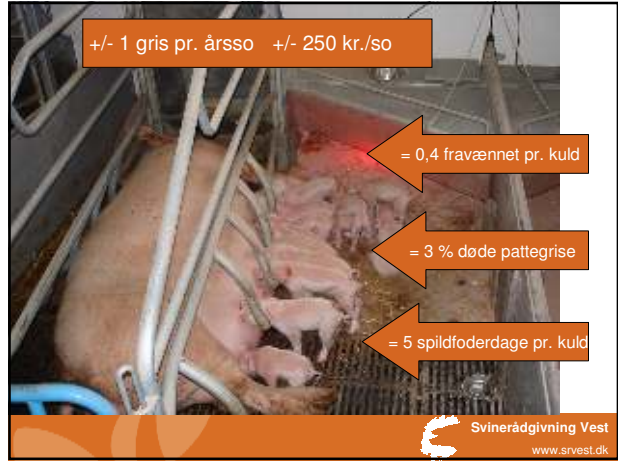 +/- 1 gris pr. årsso +/- 250 kr./so
= 0,4 fravænnet pr. kuld
= 3 % døde pattegrise
= 5 spildfoderdage pr. kuld
Svinerådgivning Vest
www.srvest.dk